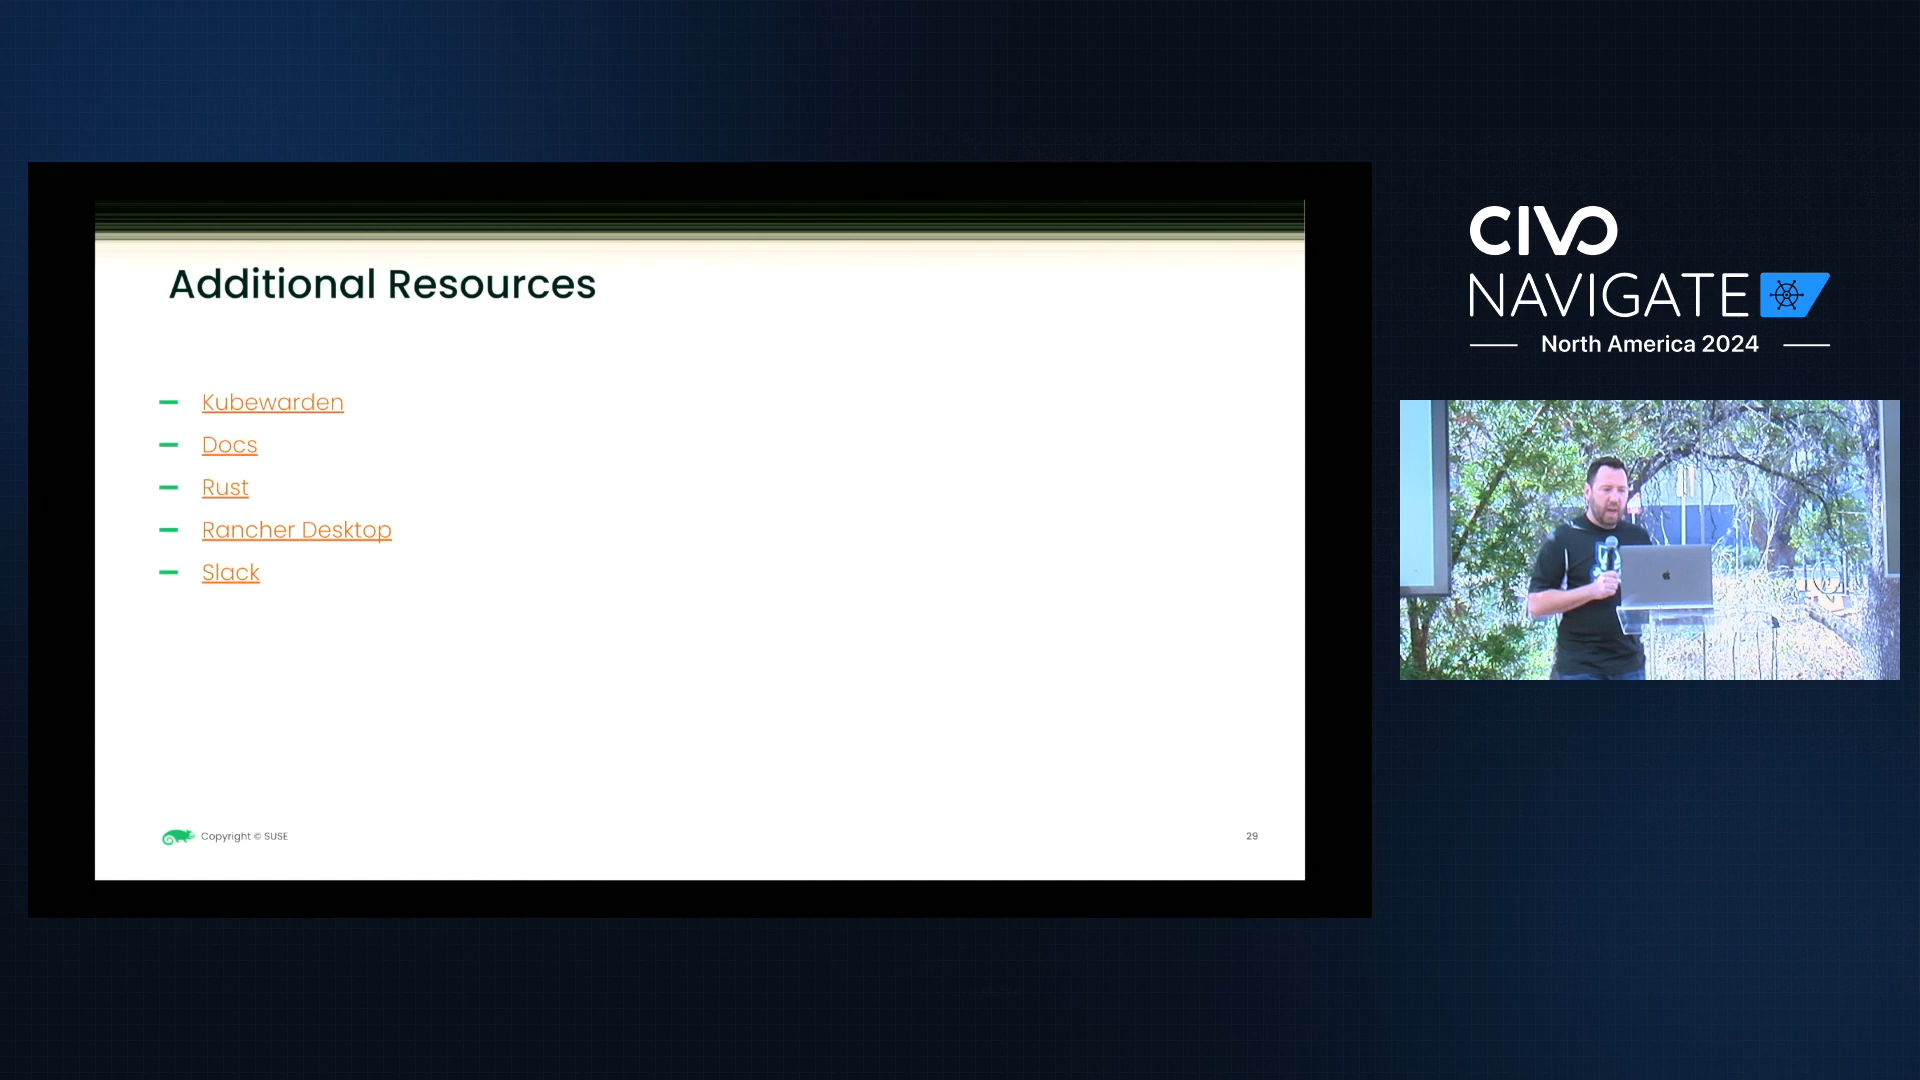 Additional Resources
Kubewarden
Docs
Rust
Rancher Desktop
Slack
Copyright © SUSE
29
CIVO
NAVIGATE
North America 2024